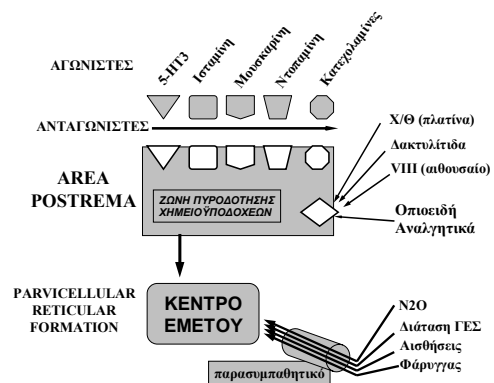 ΑΓΩΝΙΣΤΕΣ
5-HT3
Ισταμίνη
Μουσκαρίνη
Ντοπαμίνη
Κατεχολαμίνες
ΑΝΤΑΓΩΝΙΣΤΕΣ
AREA
POSTREMA
ΖΩΝΗ ΠΥΡΟΔΟΤΗΣΗΣ
ΧΗΜΕΙΟΫΠΟΔΟΧΕΩΝ
Χ/Θ (πλατίνα)
Δακτυλίτιδα
VIII (αιθουσαίο)
Οπιοειδή
Αναλγητικά
PARVICELLULAR
RETICULAR
FORMATION
ΚΕΝΤΡΟ
ΕΜΕΤΟΥ
N2O
Διάταση ΓΕΣ
Αισθήσεις
Φάρυγγας
παρασυμπαθητικό